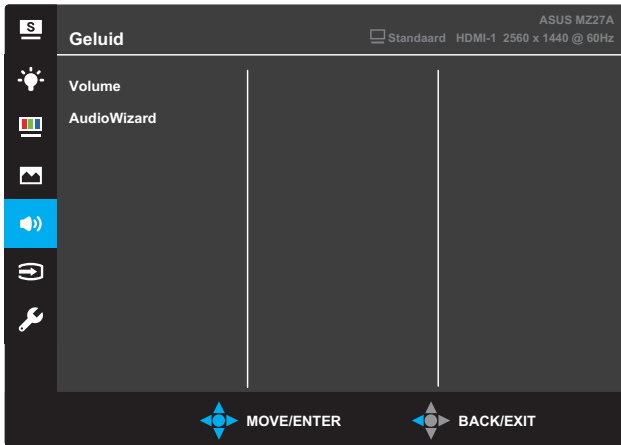 S
ASUS MZ27A
Geluid
Standaard HDMI-1 2560 x 1440 @ 60Hz
Volume
AudioWizard
MOVE/ENTER BACK/EXIT